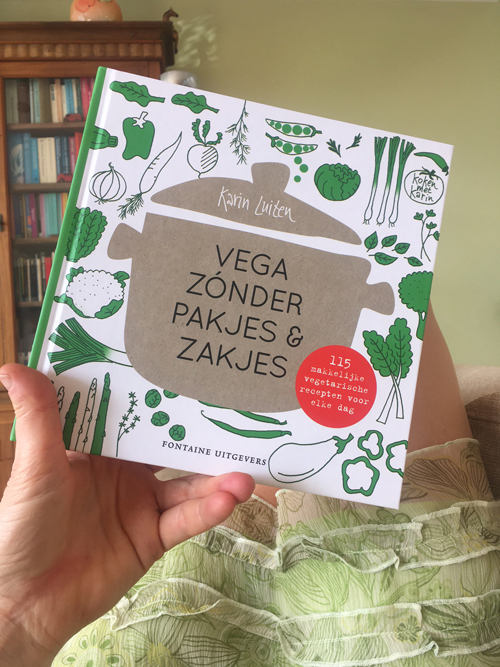 koken
met
Karin
Karin Luiten
VEGA
ZÓNDER
PAKJES &
ZAKJES
115
makkelijke
vegetarische
recepten voor
elke dag
FONTAINE UITGEVERS